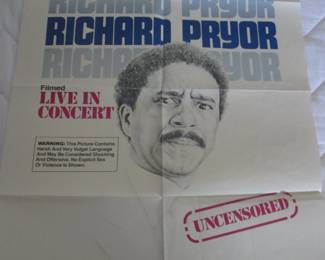 RICHARD PRYOR
RICHARD PRYOR
RICHARD PRYOR
Filmed
LIVE IN
CONCERT
WARNING: This Picture Contains
Harsh And Very Vulgar Language
And May Be Considered Shocking
And Offensive. No Explicit Sex
Or Violence Is Shown.
UNCENSORED